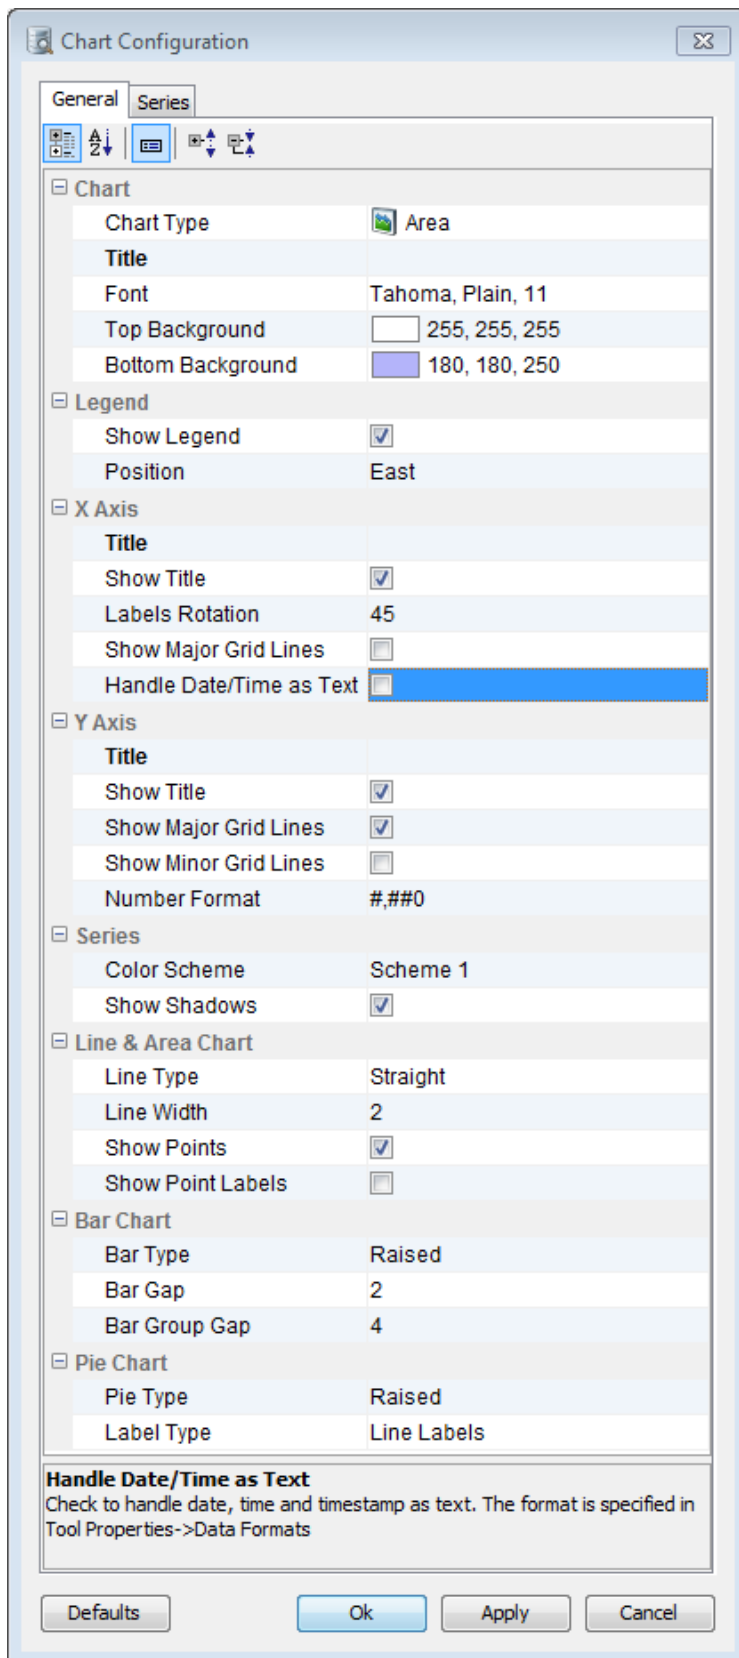 Chart Configuration
General Series
Chart
Chart Type Area
Title
Font Tahoma, Plain, 11
Top Background 255, 255, 255
Bottom Background 180, 180, 250
Legend
Show Legend
Position East
X Axis
Title
Show Title
Labels Rotation 45
Show Major Grid Lines
Handle Date/Time as Text
Y Axis
Title
Show Title
Show Major Grid Lines
Show Minor Grid Lines
Number Format #,##0
Series
Color Scheme Scheme 1
Show Shadows
Line & Area Chart
Line Type Straight
Line Width 2
Show Points
Show Point Labels
Bar Chart
Bar Type Raised
Bar Gap 2
Bar Group Gap 4
Pie Chart
Pie Type Raised
Label Type Line Labels
Handle Date/Time as Text
Check to handle date, time and timestamp as text. The format is specified in
Tool Properties->Data Formats
Defaults Ok Apply Cancel